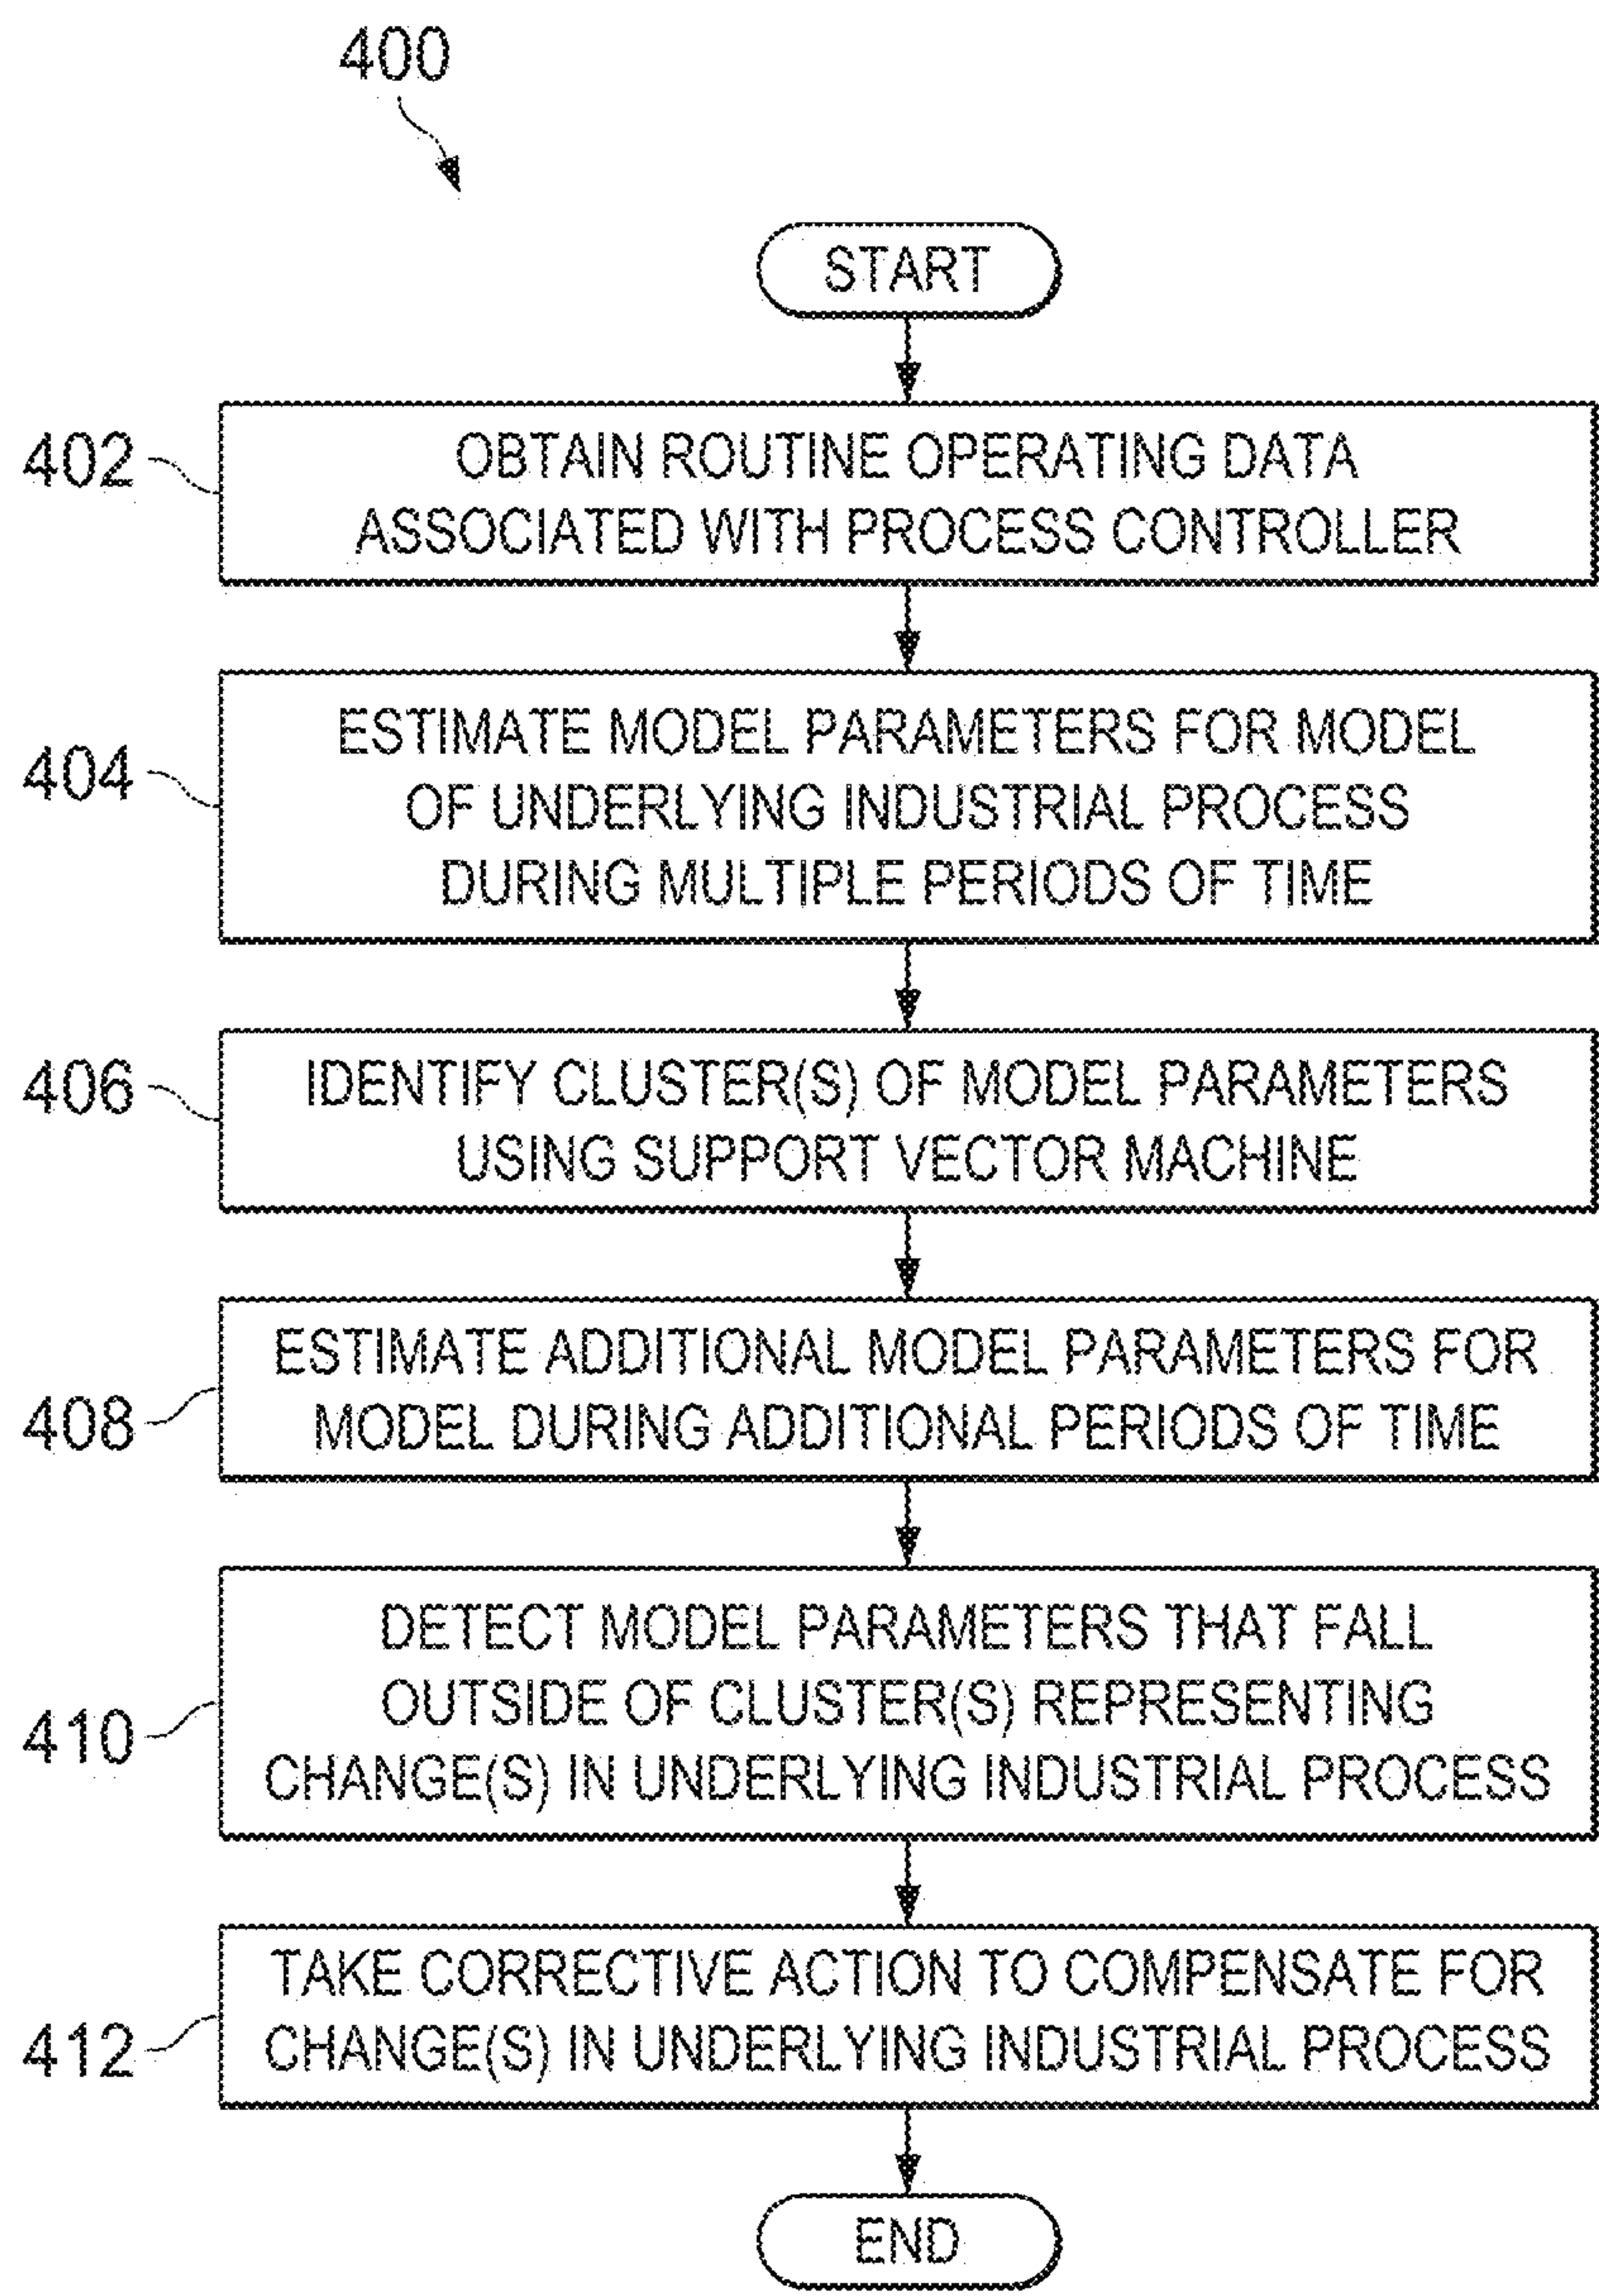 400
START
402
OBTAIN ROUTINE OPERATING DATA
ASSOCIATED WITH PROCESS CONTROLLER
404
ESTIMATE MODEL PARAMETERS FOR MODEL
OF UNDERLYING INDUSTRIAL PROCESS
DURING MULTIPLE PERIODS OF TIME
406
IDENTIFY CLUSTER(S) OF MODEL PARAMETERS
USING SUPPORT VECTOR MACHINE
408
ESTIMATE ADDITIONAL MODEL PARAMETERS FOR
MODEL DURING ADDITIONAL PERIODS OF TIME
410
DETECT MODEL PARAMETERS THAT FALL
OUTSIDE OF CLUSTER(S) REPRESENTING
CHANGE(S) IN UNDERLYING INDUSTRIAL PROCESS
412
TAKE CORRECTIVE ACTION TO COMPENSATE FOR
CHANGE(S) IN UNDERLYING INDUSTRIAL PROCESS
END